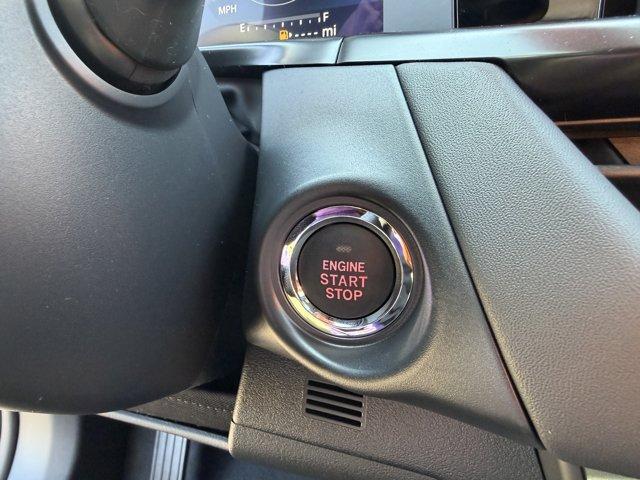 MPH
E F
---- mi
ENGINE
START
STOP